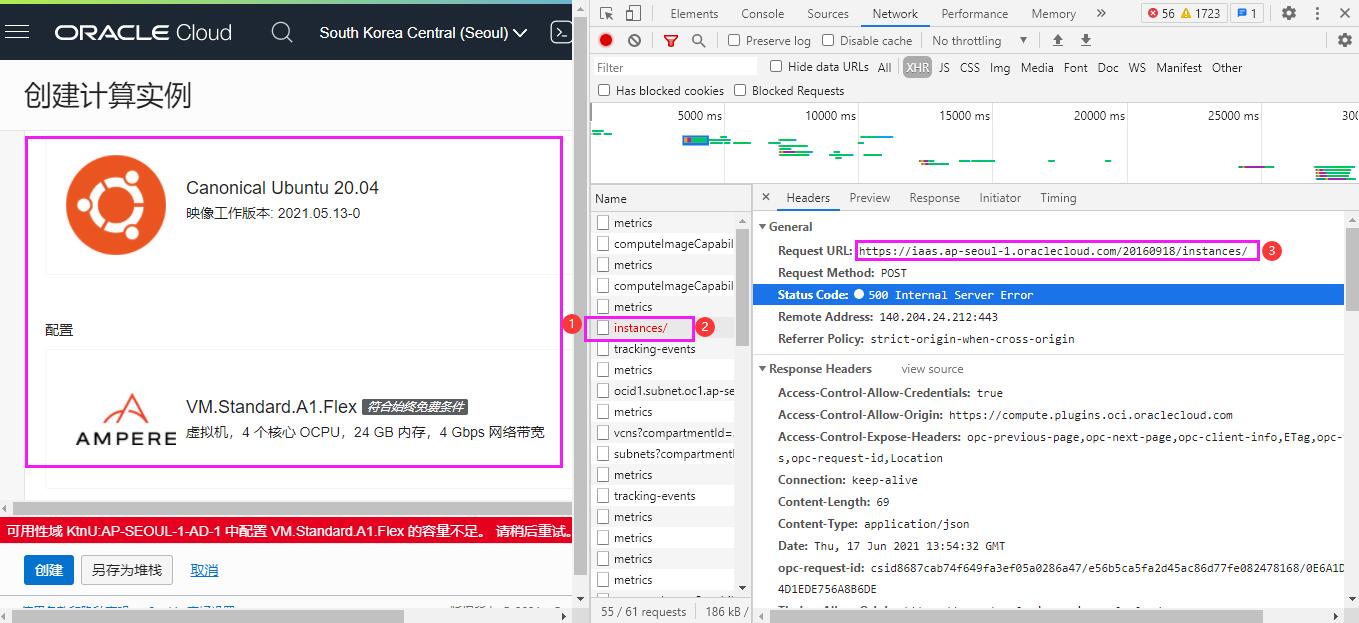 ORACLE Cloud
South Korea Central (Seoul)
创建计算实例
Canonical Ubuntu 20.04
映像工作版本: 2021.05.13-0
配置
AMPERE
VM.Standard.A1.Flex 符合始终免费条件
虚拟机，4 个核心 OCPU，24 GB 内存，4 Gbps 网络带宽
可用性域 KtnU:AP-SEOUL-1-AD-1 中配置 VM.Standard.A1.Flex 的容量不足。 请稍后重试。
创建 另存为堆栈 取消
Elements Console Sources Network Performance Memory 56 1723 1
Preserve log Disable cache No throttling
Filter Hide data URLs All XHR JS CSS Img Media Font Doc WS Manifest Other
Has blocked cookies Blocked Requests
5000 ms 10000 ms 15000 ms 20000 ms 25000 ms 300
Name
metrics
computeImageCapabil
metrics
computeImageCapabil
metrics
1 instances/ 2
tracking-events
metrics
ocid1.subnet.oc1.ap-se
metrics
vcns?compartmentId=.
subnets?compartmentI
metrics
tracking-events
metrics
metrics
metrics
metrics
55 / 61 requests 186 kB /
Headers Preview Response Initiator Timing
General
Request URL: https://iaas.ap-seoul-1.oraclecloud.com/20160918/instances/ 3
Request Method: POST
Status Code: 500 Internal Server Error
Remote Address: 140.204.24.212:443
Referrer Policy: strict-origin-when-cross-origin
Response Headers view source
Access-Control-Allow-Credentials: true
Access-Control-Allow-Origin: https://compute.plugins.oci.oraclecloud.com
Access-Control-Expose-Headers: opc-previous-page,opc-next-page,opc-client-info,ETag,opc-
s,opc-request-id,Location
Connection: keep-alive
Content-Length: 69
Content-Type: application/json
Date: Thu, 17 Jun 2021 13:54:32 GMT
opc-request-id: csid8687cab74f649fa3ef05a0286a47/e56b5ca5fa2d45ac86d77fe082478168/0E6A1D
4D1EDE756A8B6DE